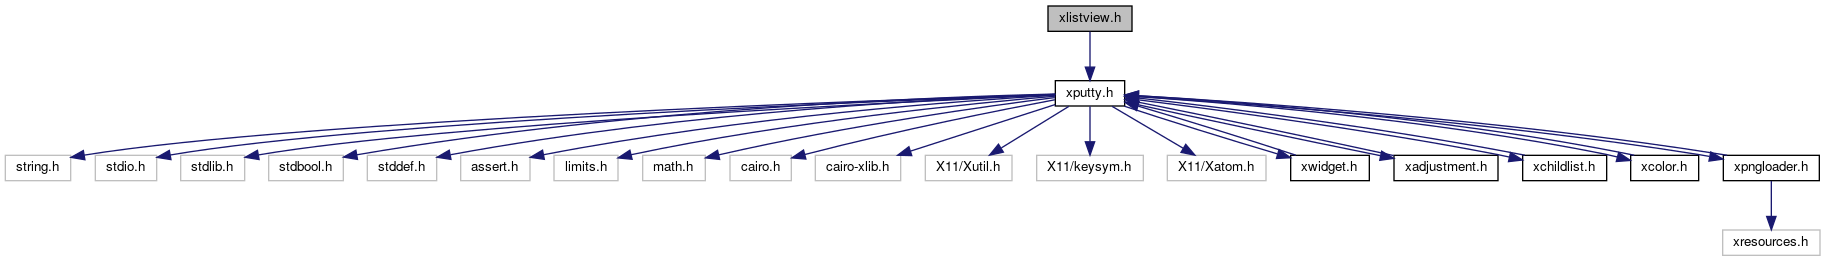 xlistview.h
xputty.h
string.h
stdio.h
stdlib.h
stdbool.h
stddef.h
assert.h
limits.h
math.h
cairo.h
cairo-xlib.h
X11/Xutil.h
X11/keysym.h
X11/Xatom.h
xwidget.h
xadjustment.h
xchildlist.h
xcolor.h
xpngloader.h
xresources.h